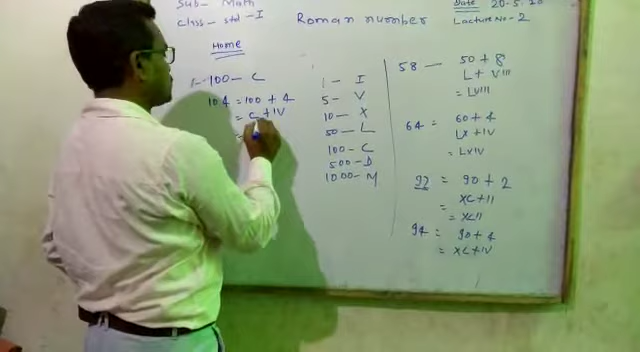 Sub- Math
Class- std - I
Roman number
Date 20-5-20
Lecture No-2
Home
1- 100 - C
104 = 100 + 4
= C + IV
=
1 - I
5 - V
10 - X
50 - L
100 - C
500 - D
1000 - M
58 - 50 + 8
L + VIII
= LVIII
64 = 60 + 4
LX + IV
= LXIV
92 = 90 + 2
= XC + II
= XCII
94 = 90 + 4
= XC + IV